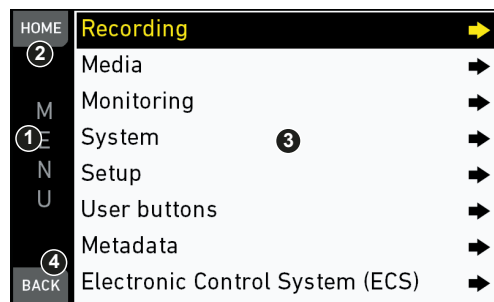 HOME
2
M
E
N
U
1
4
BACK
Recording
Media
Monitoring
System
3
Setup
User buttons
Metadata
Electronic Control System (ECS)